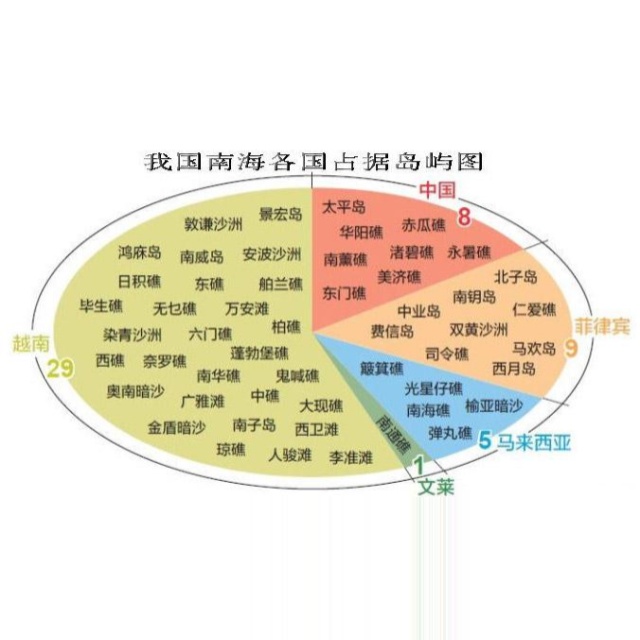 我国南海各国占据岛屿图
中国
8
太平岛
赤瓜礁
华阳礁
南薰礁
渚碧礁
永暑礁
美济礁
东门礁
菲律宾
9
北子岛
南钥岛
中业岛
仁爱礁
费信岛
双黄沙洲
司令礁
马欢岛
西月岛
5 马来西亚
簸箕礁
光星仔礁
南海礁
榆亚暗沙
弹丸礁
1
文莱
南通礁
越南
29
景宏岛
敦谦沙洲
鸿庥岛
南威岛
安波沙洲
日积礁
东礁
舶兰礁
毕生礁
无乜礁
万安滩
染青沙洲
六门礁
柏礁
蓬勃堡礁
西礁
奈罗礁
南华礁
鬼喊礁
奥南暗沙
广雅滩
中礁
大现礁
金盾暗沙
南子岛
西卫滩
琼礁
人骏滩
李准滩